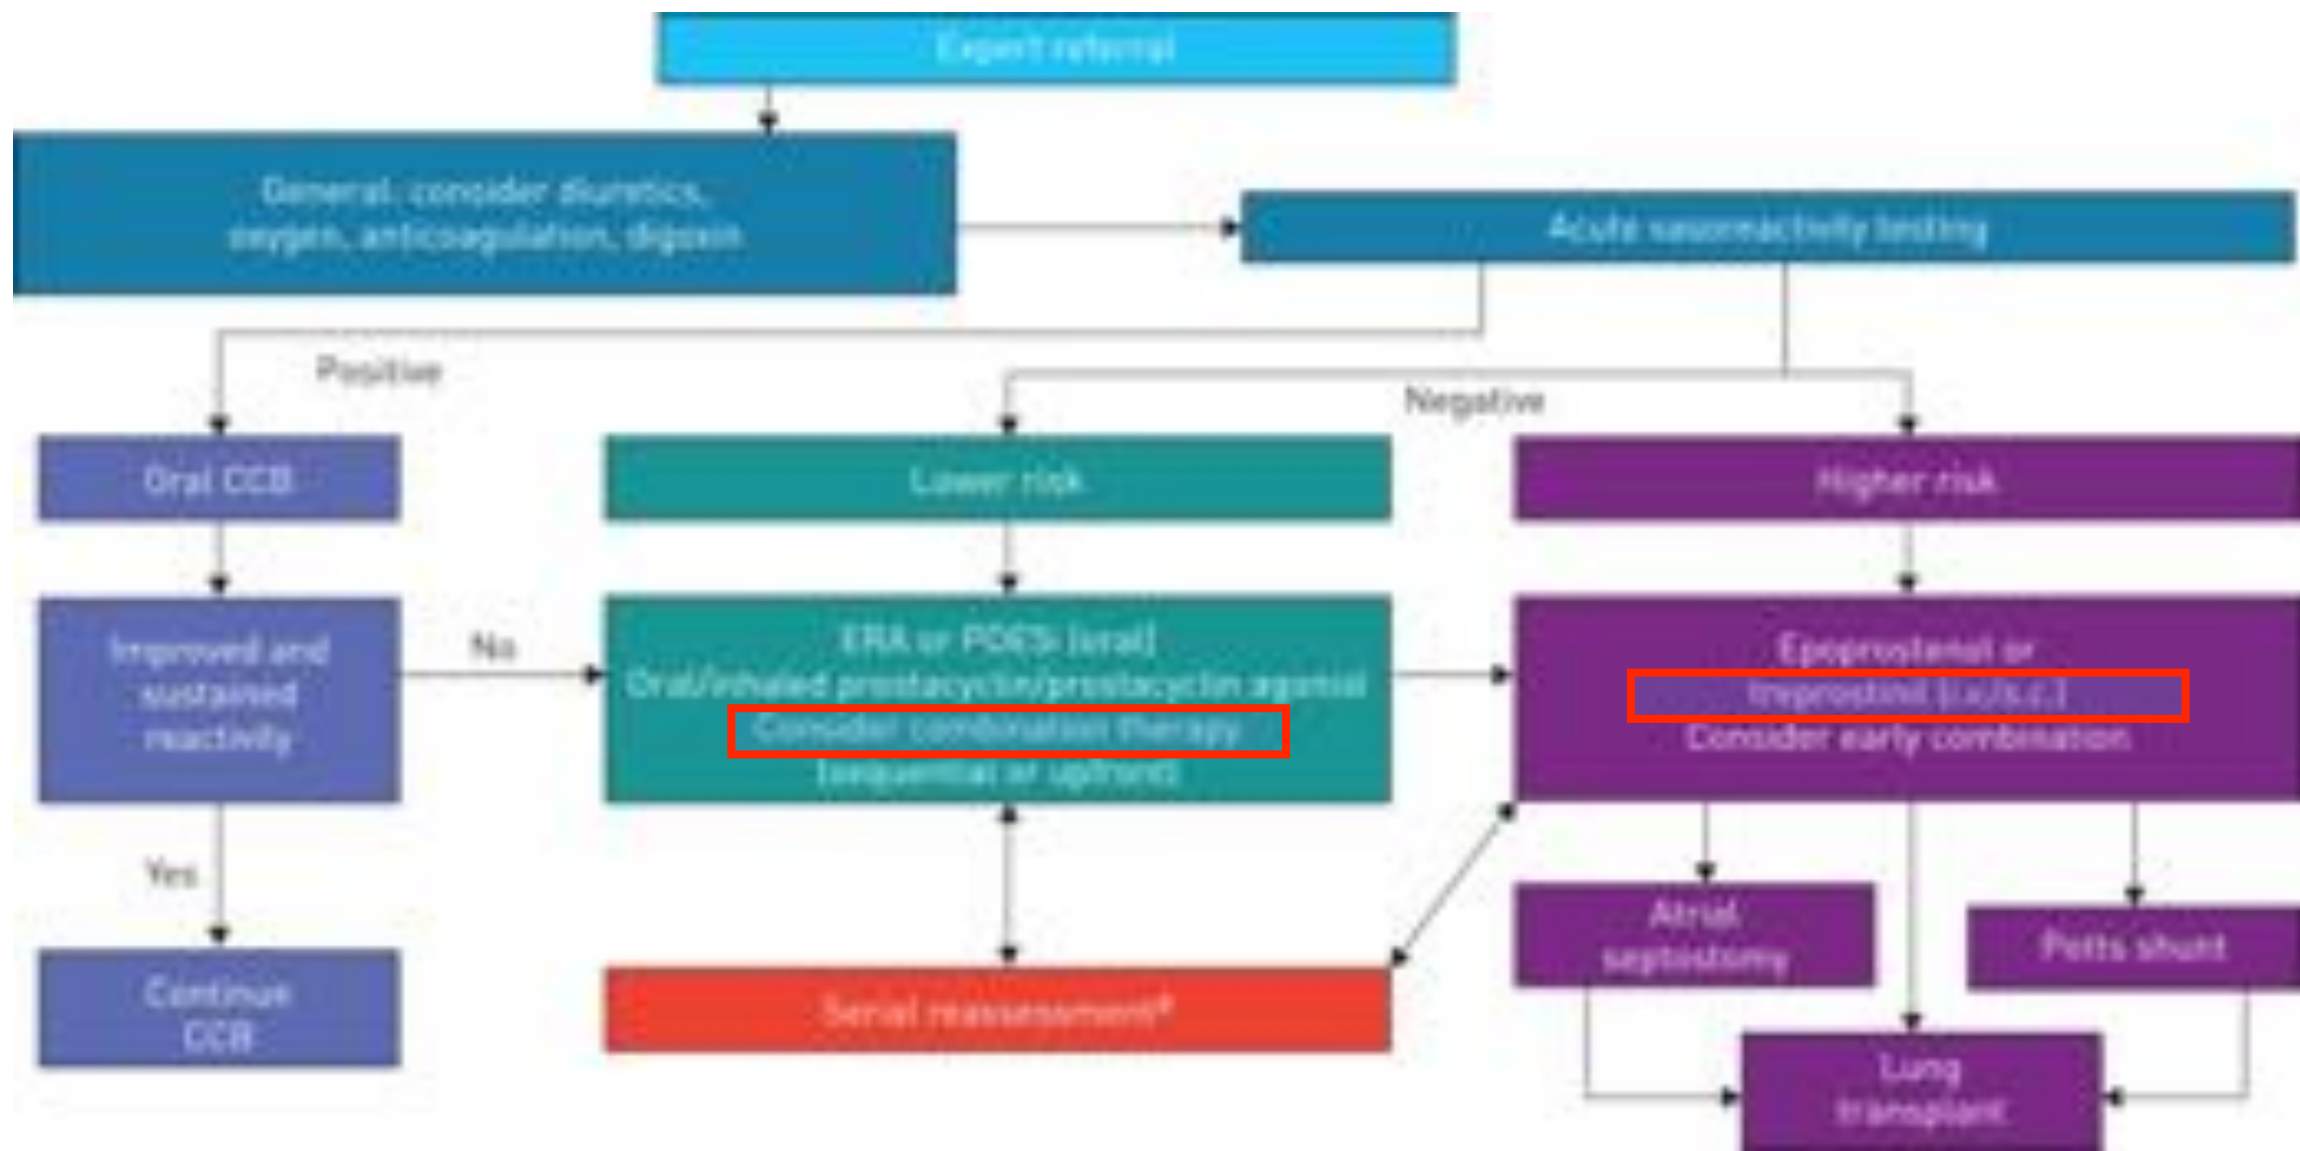 Expert referral
General: consider diuretics,
oxygen, anticoagulation, digoxin
Acute vasoreactivity testing
Positive
Negative
Oral CCB
Lower risk
Higher risk
Improved and
sustained
reactivity
No
ERA or PDE5i (oral)
Oral/inhaled prostacyclin/prostacyclin agonist
Consider combination therapy
(sequential or upfront)
Epoprostenol or
treprostinil (i.v./s.c.)
Consider early combination
Yes
Atrial
septostomy
Potts shunt
Continue
CCB
Serial reassessment#
Lung
transplant